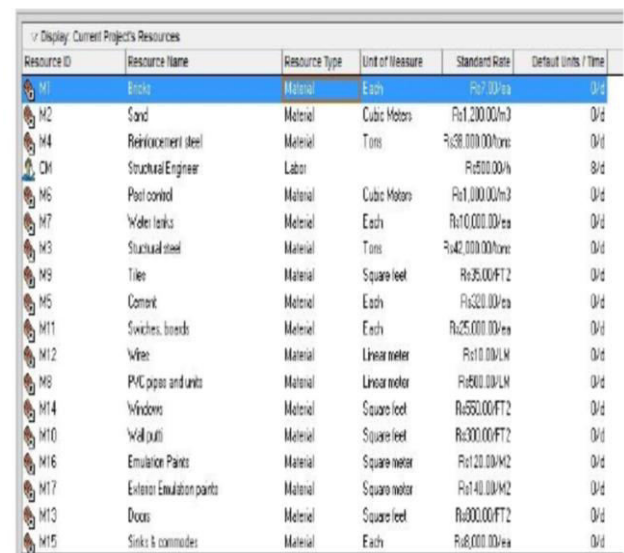 Display: Current Project's Resources
Resource ID Resource Name Resource Type Unit of Measure Standard Rate Default Units / Time
M1 Bricks Material Each Rs7.00/ea 0/d
M2 Sand Material Cubic Meters Rs1,200.00/m3 0/d
M4 Reinforcement steel Material Tons Rs38,000.00/tons 0/d
CM Structural Engineer Labor Rs500.00/h 8/d
M6 Pest control Material Cubic Meters Rs1,000.00/m3 0/d
M7 Water tanks Each Material Rs10,000.00/ea 0/d
M3 Stuctural steel Material Tons Rs42,000.00/tons 0/d
M9 Tiles Material Square feet Rs35.00/FT2 0/d
M5 Cement Material Each Rs320.00/ea 0/d
M11 Swiches, boards Material Each Rs25,000.00/ea 0/d
M12 Wires Material Linear meter Rs10.00/LM 0/d
M8 PVC pipes and units Material Linear meter Rs500.00/LM 0/d
M14 Windows Material Square feet Rs550.00/FT2 0/d
M10 Wall putti Material Square feet Rs300.00/FT2 0/d
M16 Emulation Paints Material Square meter Rs120.00/M2 0/d
M17 Exterior Emulation paints Material Square meter Rs140.00/M2 0/d
M13 Doors Material Square feet Rs800.00/FT2 0/d
M15 Sinks & commodes Material Each Rs8,000.00/ea 0/d